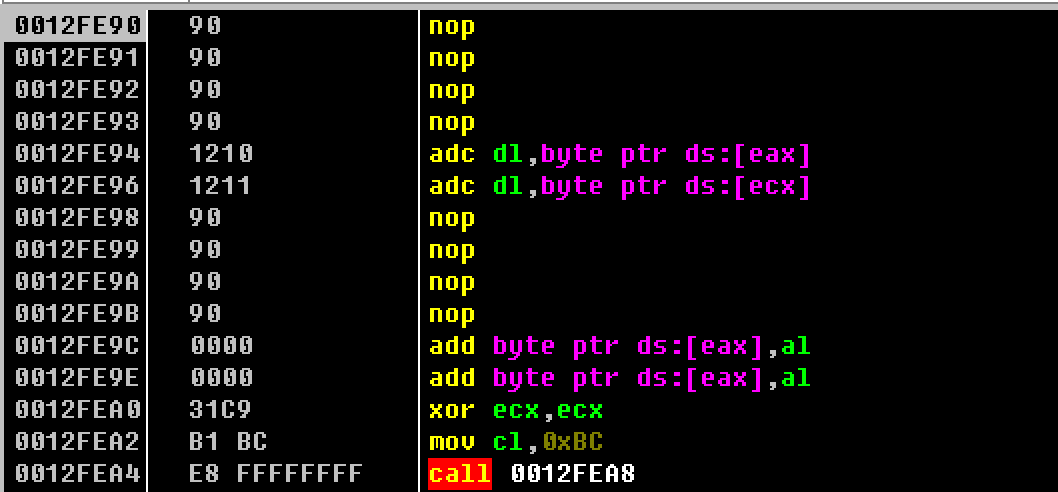 0012FE90 90 nop
0012FE91 90 nop
0012FE92 90 nop
0012FE93 90 nop
0012FE94 1210 adc dl,byte ptr ds:[eax]
0012FE96 1211 adc dl,byte ptr ds:[ecx]
0012FE98 90 nop
0012FE99 90 nop
0012FE9A 90 nop
0012FE9B 90 nop
0012FE9C 0000 add byte ptr ds:[eax],al
0012FE9E 0000 add byte ptr ds:[eax],al
0012FEA0 31C9 xor ecx,ecx
0012FEA2 B1 BC mov cl,0xBC
0012FEA4 E8 FFFFFFFF call 0012FEA8